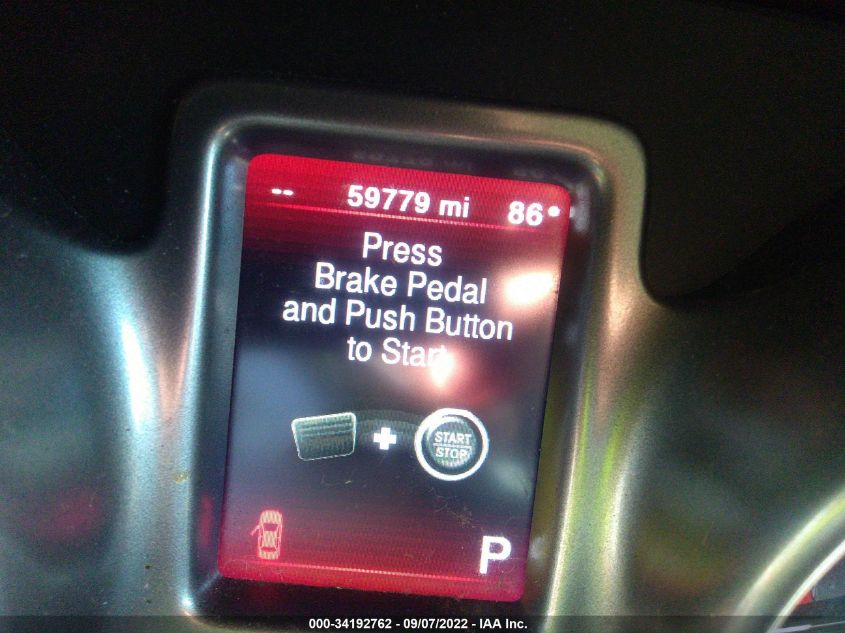 -- 59779 mi 86°
Press
Brake Pedal
and Push Button
to Start
START
STOP
P
000-34192762 - 09/07/2022 - IAA Inc.